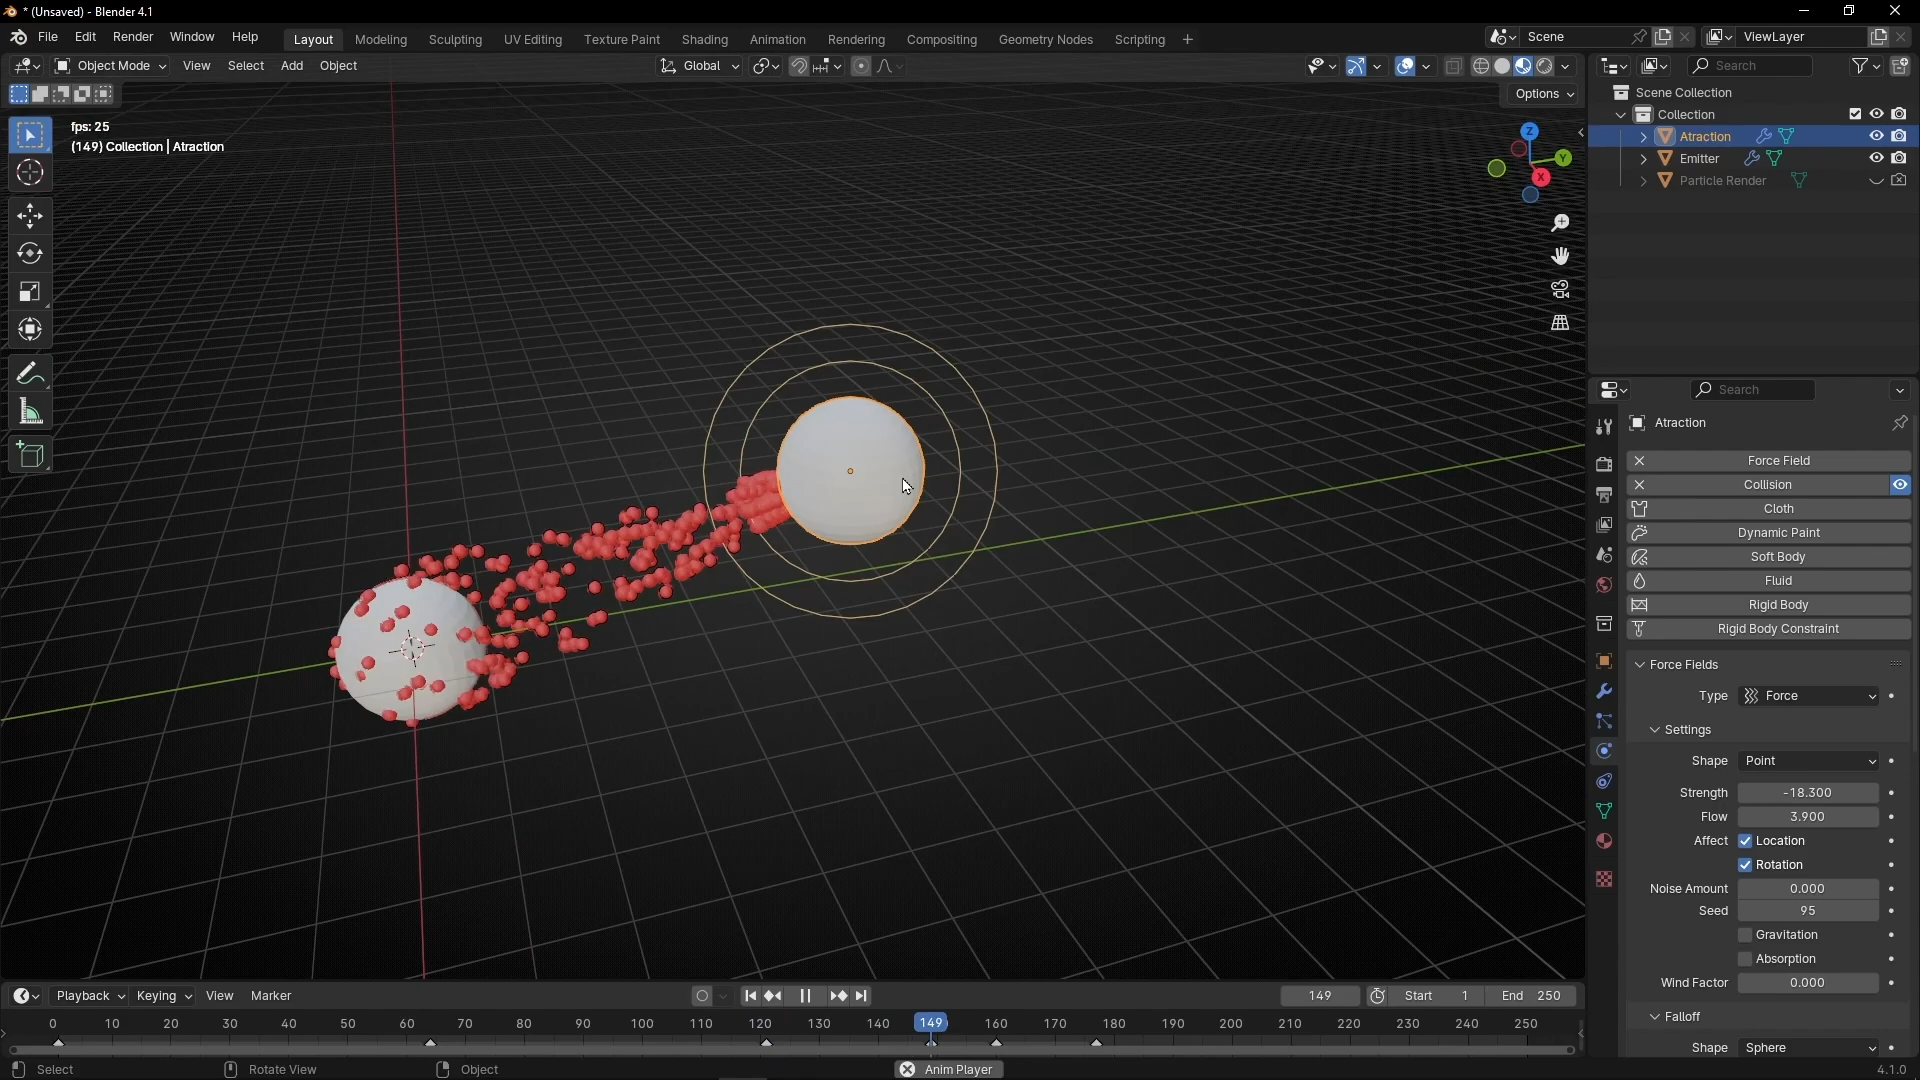 * (Unsaved) - Blender 4.1
File Edit Render Window Help Layout Modeling Sculpting UV Editing Texture Paint Shading Animation Rendering Compositing Geometry Nodes Scripting + Scene ViewLayer
Object Mode View Select Add Object Global Search
Options
fps: 25
(149) Collection | Atraction
Z
Y
X
Scene Collection
Collection
Atraction
Emitter
Particle Render
Search
Atraction
Force Field
Collision
Cloth
Dynamic Paint
Soft Body
Fluid
Rigid Body
Rigid Body Constraint
Force Fields
Type Force
Settings
Shape Point
Strength -18.300
Flow 3.900
Affect Location
Rotation
Noise Amount 0.000
Seed 95
Gravitation
Absorption
Wind Factor 0.000
Falloff
Shape Sphere
Playback Keying View Marker 149 Start 1 End 250
0 10 20 30 40 50 60 70 80 90 100 110 120 130 140 149 160 170 180 190 200 210 220 230 240 250
Select Rotate View Object Anim Player 4.1.0